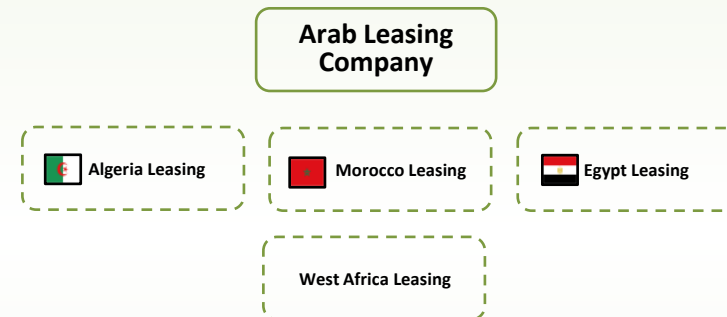 Arab Leasing
Company
Algeria Leasing
Morocco Leasing
Egypt Leasing
West Africa Leasing